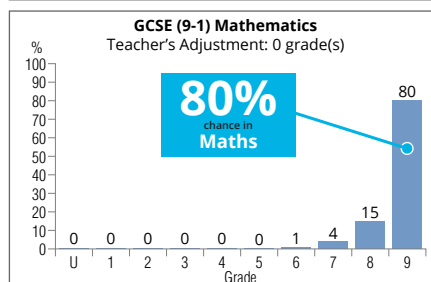 GCSE (9-1) Mathematics
Teacher's Adjustment: 0 grade(s)
%
100
90
80
70
60
50
40
30
20
10
0
80%
chance in
Maths
0 0 0 0 0 0 1 4 15 80
U 1 2 3 4 5 6 7 8 9
Grade